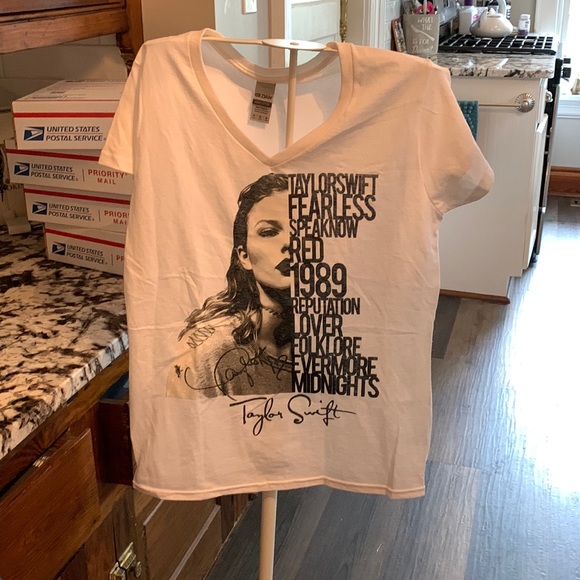 UNITED STATES
POSTAL SERVICE
UNITED STATES
POSTAL SERVICE
PRIORITY
MAIL
UNITED STATES
POSTAL SERVICE
PRIORITY
MAIL
UNITED STATES
POSTAL SERVICE
TAYLORSWIFT
FEARLESS
SPEAKNOW
RED
1989
REPUTATION
LOVER
FOLKLORE
EVERMORE
MIDNIGHTS
Taylor Swift